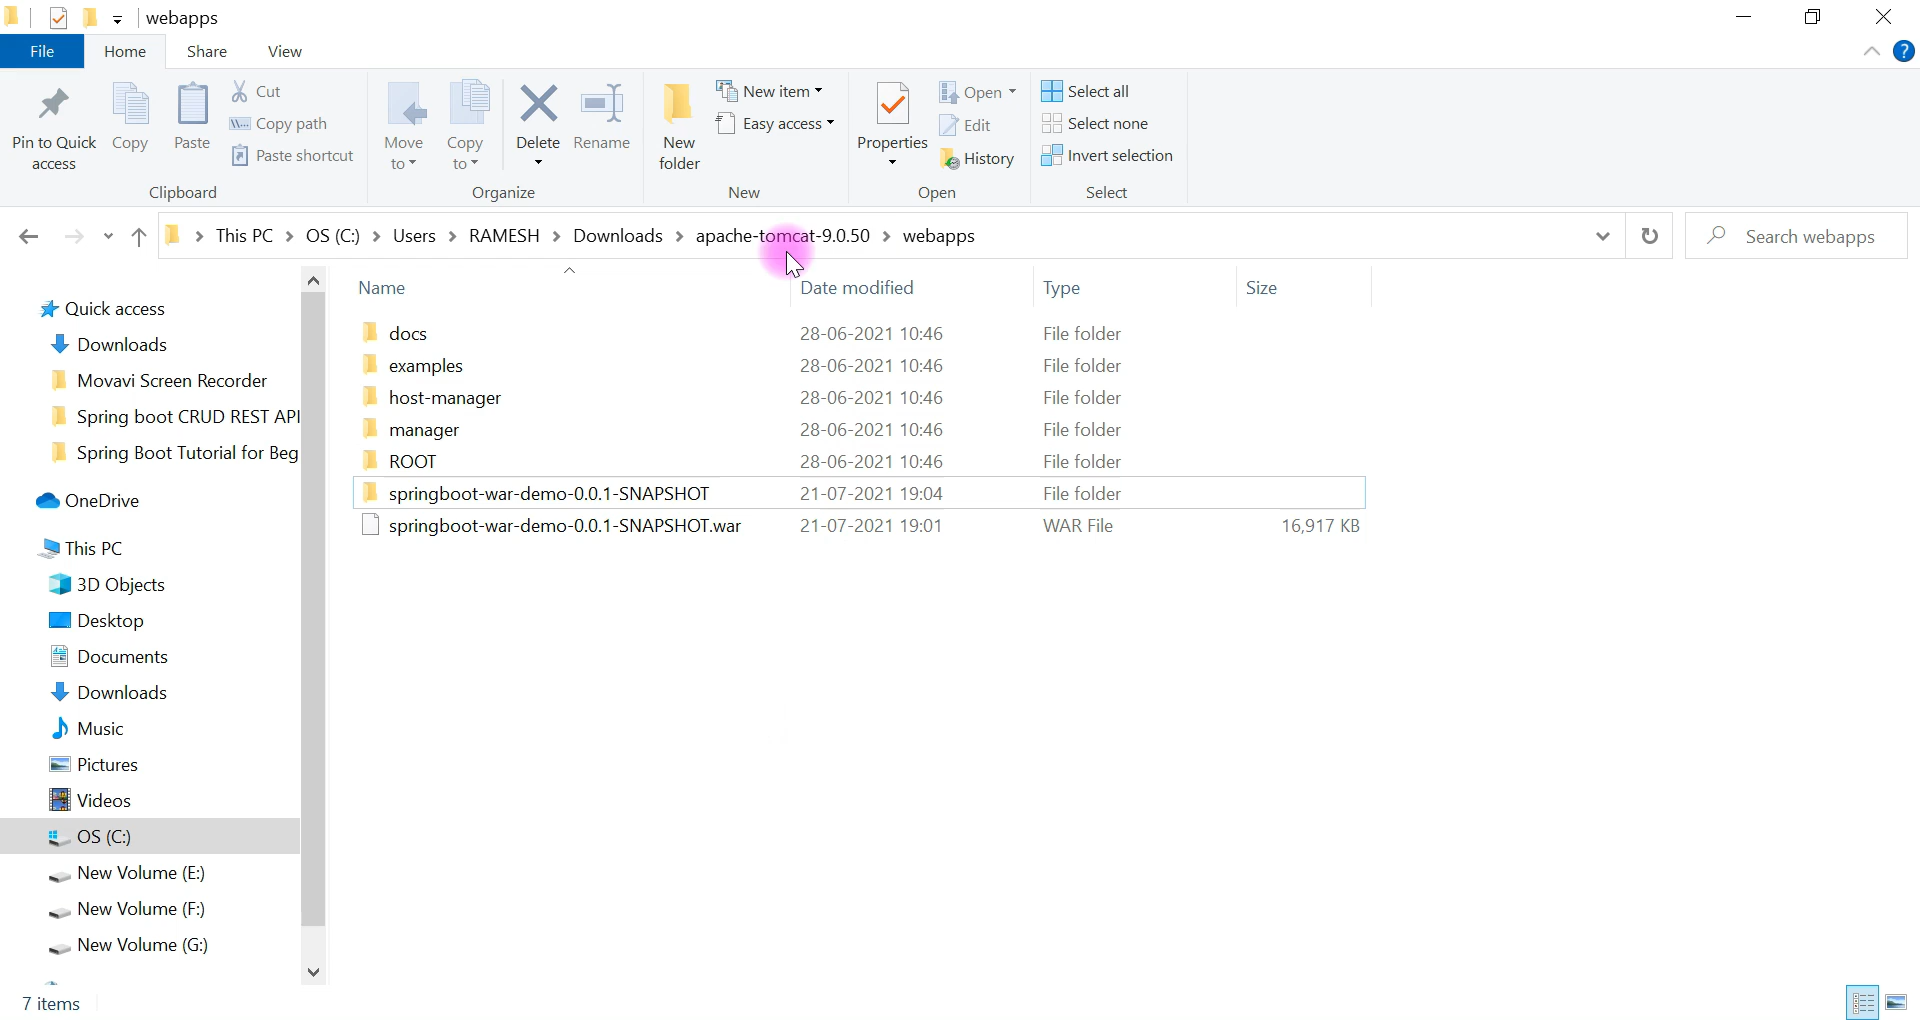 webapps
File Home Share View
Pin to Quick access
Copy
Paste
Cut
Copy path
Paste shortcut
Clipboard
Move to
Copy to
Delete
Rename
Organize
New folder
New item
Easy access
New
Properties
Open
Edit
History
Open
Select all
Select none
Invert selection
Select
This PC > OS (C:) > Users > RAMESH > Downloads > apache-tomcat-9.0.50 > webapps
Search webapps
Quick access
Downloads
Movavi Screen Recorder
Spring boot CRUD REST API
Spring Boot Tutorial for Beg
OneDrive
This PC
3D Objects
Desktop
Documents
Downloads
Music
Pictures
Videos
OS (C:)
New Volume (E:)
New Volume (F:)
New Volume (G:)
Name Date modified Type Size
docs 28-06-2021 10:46 File folder
examples 28-06-2021 10:46 File folder
host-manager 28-06-2021 10:46 File folder
manager 28-06-2021 10:46 File folder
ROOT 28-06-2021 10:46 File folder
springboot-war-demo-0.0.1-SNAPSHOT 21-07-2021 19:04 File folder
springboot-war-demo-0.0.1-SNAPSHOT.war 21-07-2021 19:01 WAR File 16,917 KB
7 items